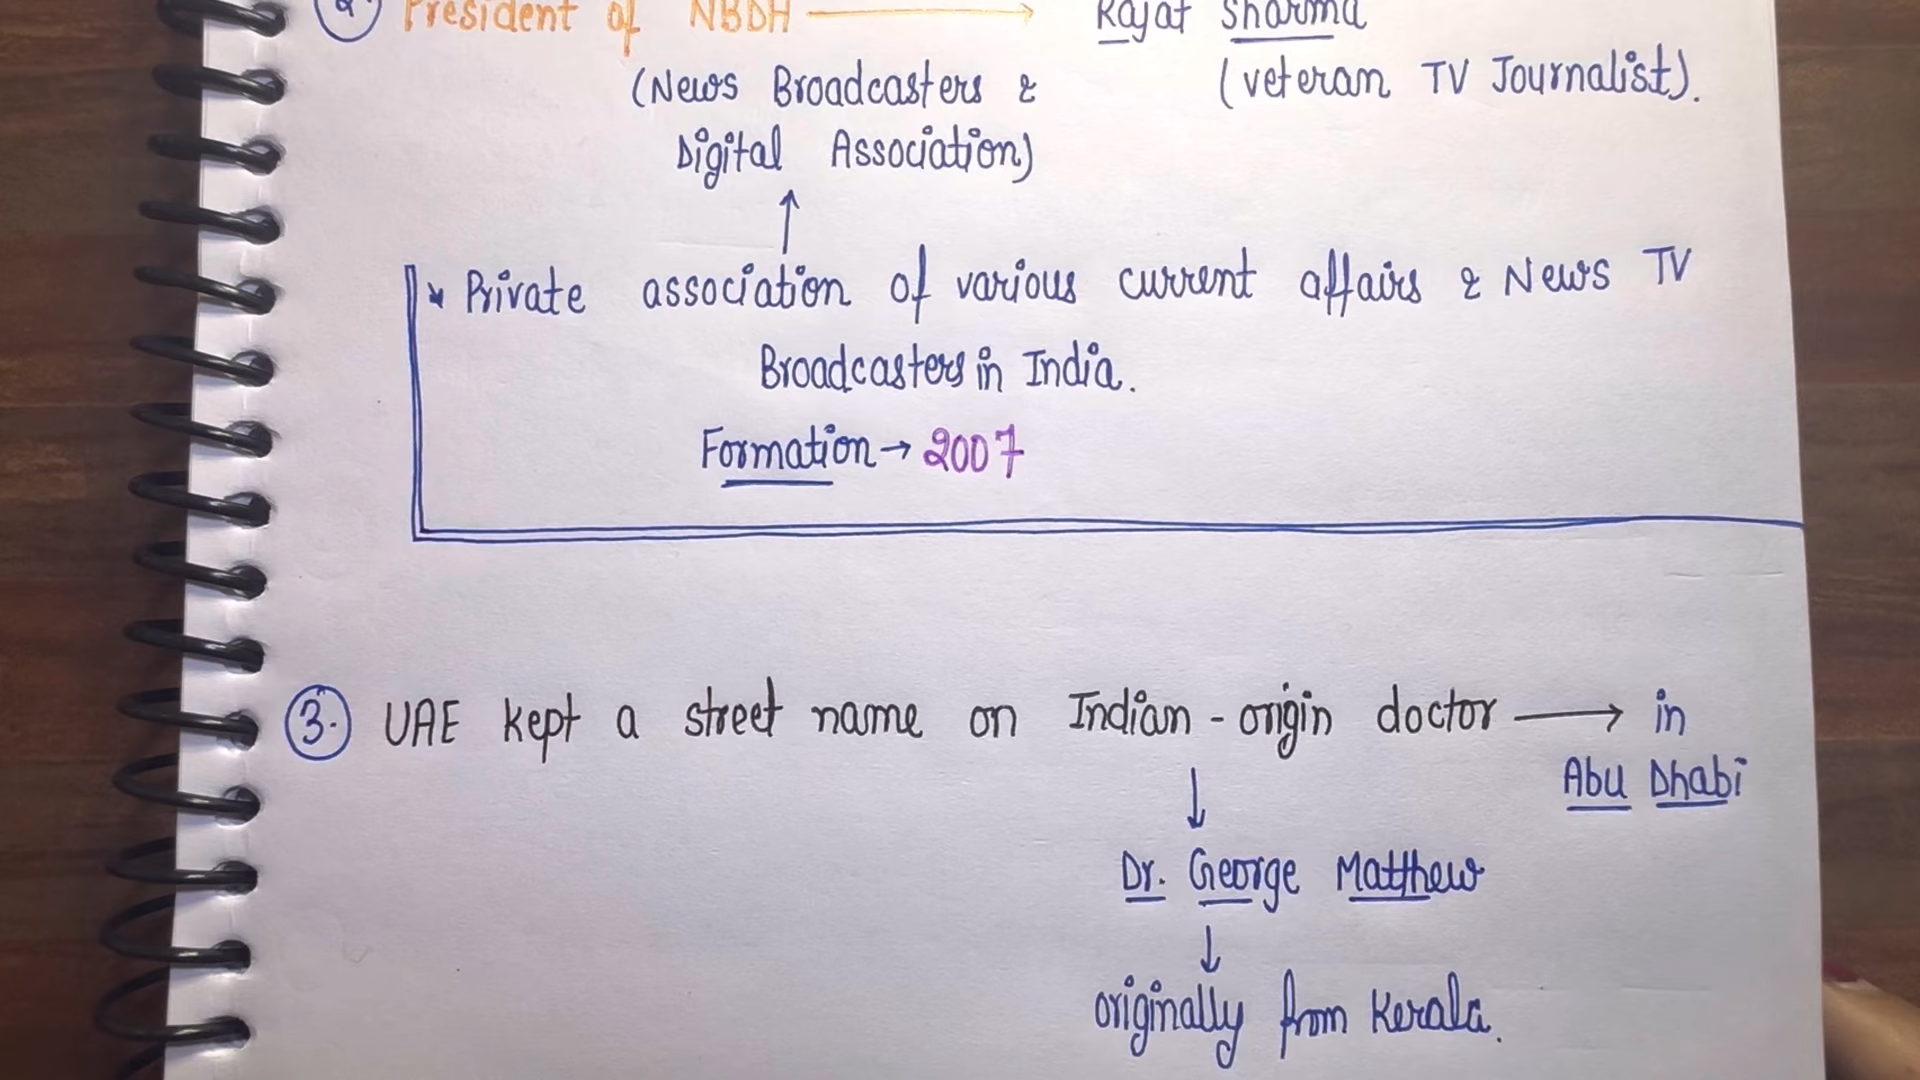 2 President of NBDA → Rajat Sharma
(News Broadcasters & (veteran TV Journalist).
Digital Association)
↑
* Private association of various current affairs & News TV
Broadcasters in India.
Formation → 2007
3. UAE kept a street name on Indian-origin doctor → in
Abu Dhabi
↓
Dr. George Matthew
↓
originally from Kerala.